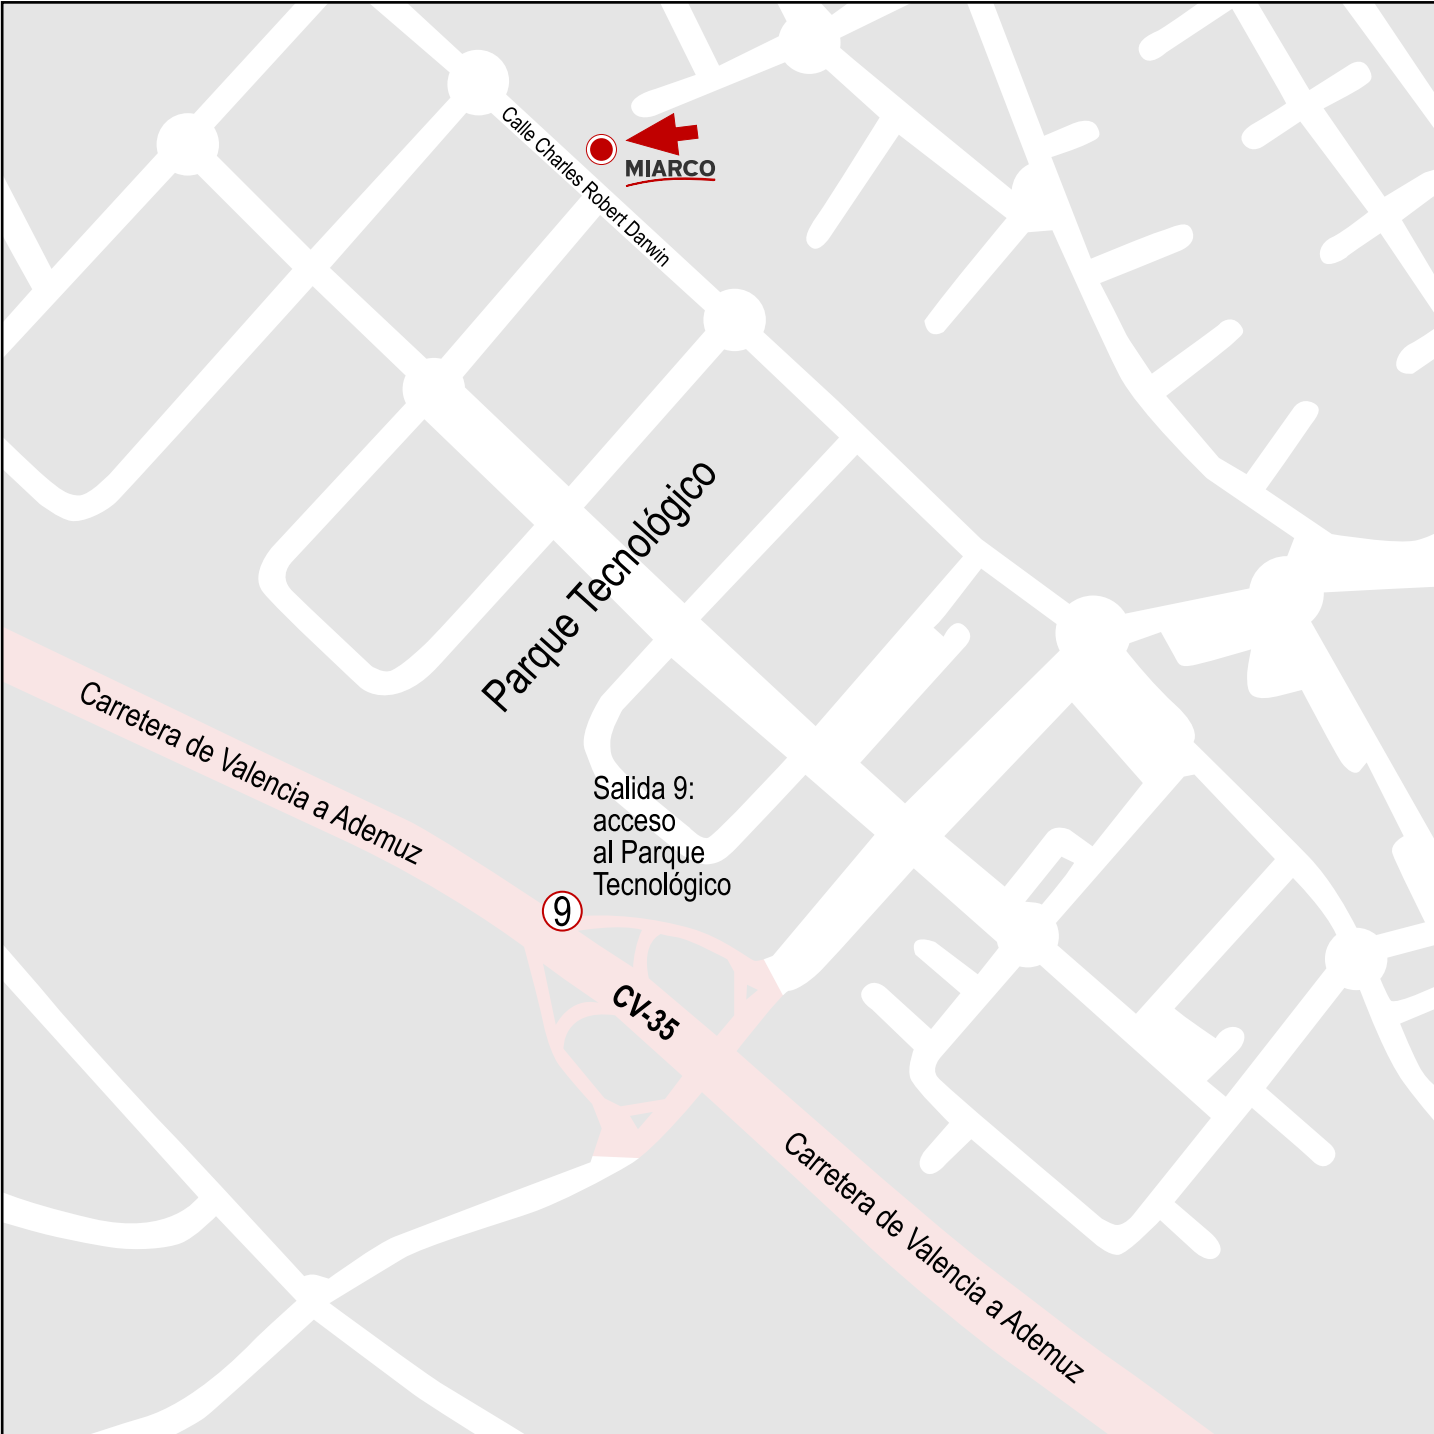 Calle Charles Robert Darwin
MIARCO
Parque Tecnológico
Carretera de Valencia a Ademuz
Salida 9:
acceso
al Parque
Tecnológico
9
CV-35
Carretera de Valencia a Ademuz